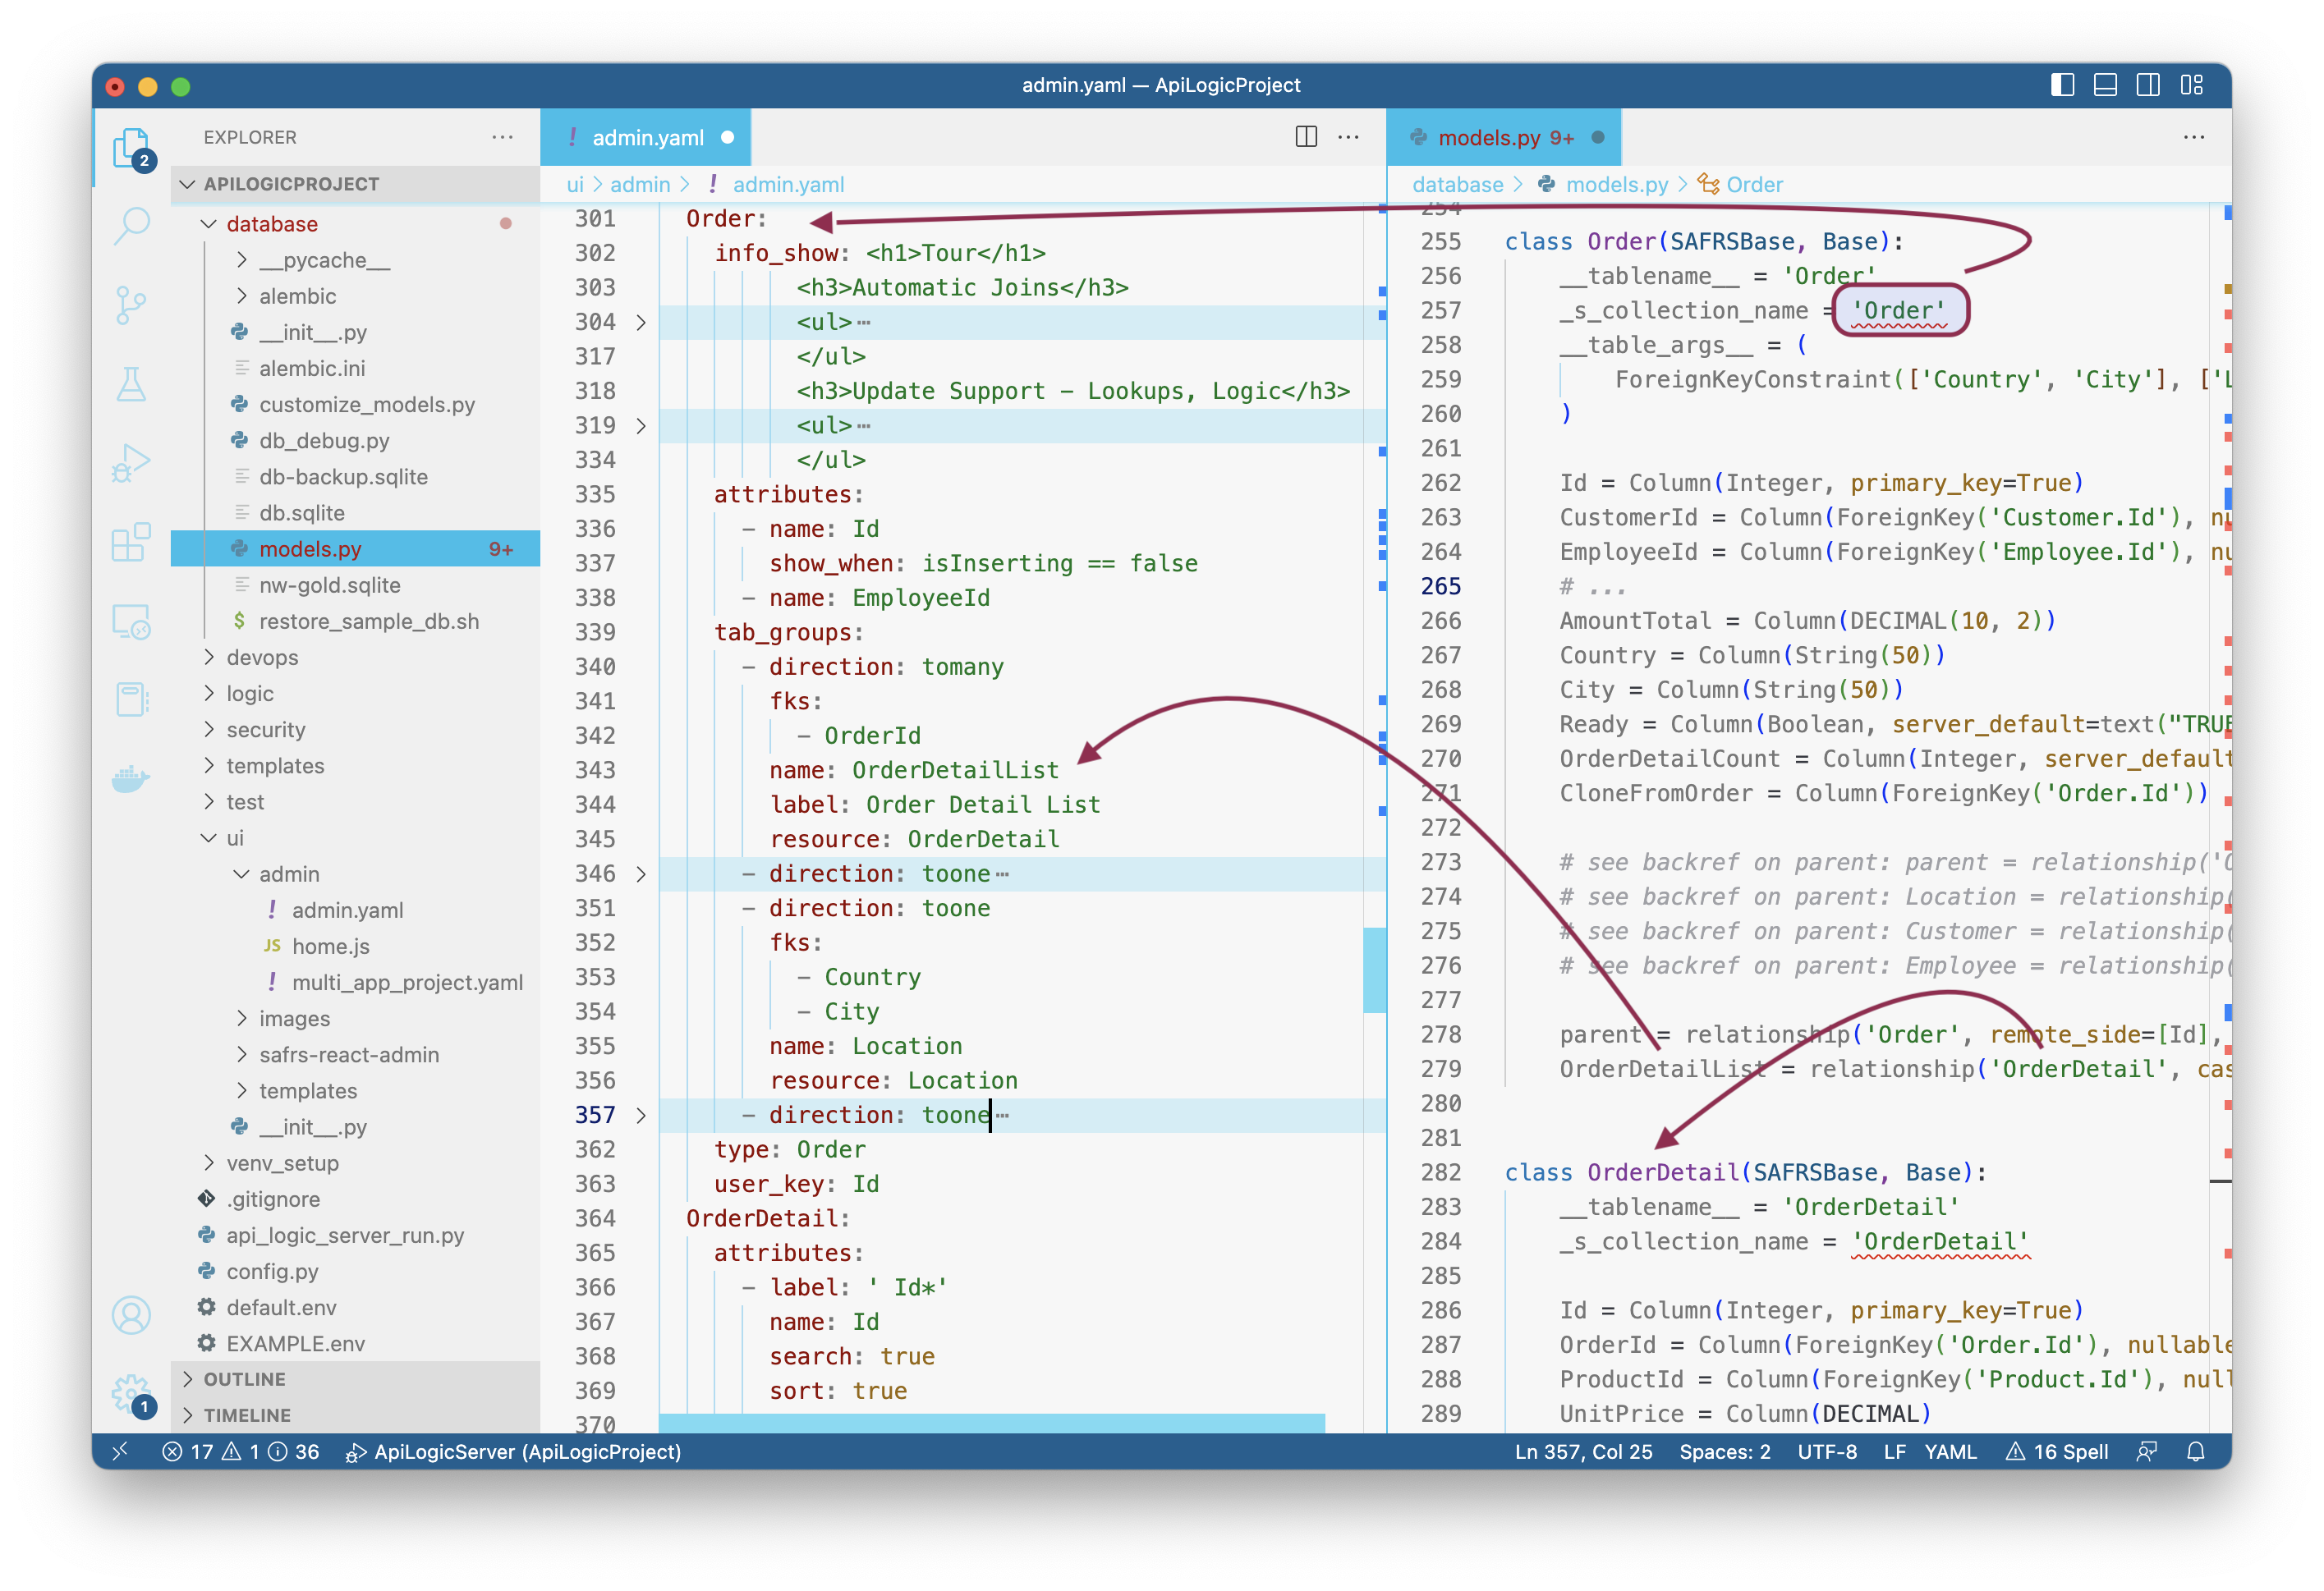 admin.yaml — ApiLogicProject
EXPLORER
APILOGICPROJECT
database
__pycache__
alembic
__init__.py
alembic.ini
customize_models.py
db_debug.py
db-backup.sqlite
db.sqlite
models.py 9+
nw-gold.sqlite
$ restore_sample_db.sh
devops
logic
security
templates
test
ui
admin
! admin.yaml
JS home.js
! multi_app_project.yaml
images
safrs-react-admin
templates
__init__.py
venv_setup
.gitignore
api_logic_server_run.py
config.py
default.env
EXAMPLE.env
OUTLINE
TIMELINE
2
1
! admin.yaml
ui > admin > ! admin.yaml
301 Order:
302 info_show: <h1>Tour</h1>
303 <h3>Automatic Joins</h3>
304 <ul>⋯
317 </ul>
318 <h3>Update Support – Lookups, Logic</h3>
319 <ul>⋯
334 </ul>
335 attributes:
336 - name: Id
337 show_when: isInserting == false
338 - name: EmployeeId
339 tab_groups:
340 - direction: tomany
341 fks:
342 - OrderId
343 name: OrderDetailList
344 label: Order Detail List
345 resource: OrderDetail
346 - direction: toone⋯
351 - direction: toone
352 fks:
353 - Country
354 - City
355 name: Location
356 resource: Location
357 - direction: toone⋯
362 type: Order
363 user_key: Id
364 OrderDetail:
365 attributes:
366 - label: ' Id*'
367 name: Id
368 search: true
369 sort: true
370
models.py 9+
database > models.py > Order
254
255 class Order(SAFRSBase, Base):
256 __tablename__ = 'Order'
257 _s_collection_name = 'Order'
258 __table_args__ = (
259 ForeignKeyConstraint(['Country', 'City'], ['L
260 )
261
262 Id = Column(Integer, primary_key=True)
263 CustomerId = Column(ForeignKey('Customer.Id'), nu
264 EmployeeId = Column(ForeignKey('Employee.Id'), nu
265 # ...
266 AmountTotal = Column(DECIMAL(10, 2))
267 Country = Column(String(50))
268 City = Column(String(50))
269 Ready = Column(Boolean, server_default=text("TRUE
270 OrderDetailCount = Column(Integer, server_default
271 CloneFromOrder = Column(ForeignKey('Order.Id'))
272
273 # see backref on parent: parent = relationship('O
274 # see backref on parent: Location = relationship(
275 # see backref on parent: Customer = relationship(
276 # see backref on parent: Employee = relationship(
277
278 parent = relationship('Order', remote_side=[Id],
279 OrderDetailList = relationship('OrderDetail', cas
280
281
282 class OrderDetail(SAFRSBase, Base):
283 __tablename__ = 'OrderDetail'
284 _s_collection_name = 'OrderDetail'
285
286 Id = Column(Integer, primary_key=True)
287 OrderId = Column(ForeignKey('Order.Id'), nullable
288 ProductId = Column(ForeignKey('Product.Id'), null
289 UnitPrice = Column(DECIMAL)
17 1 36 ApiLogicServer (ApiLogicProject) Ln 357, Col 25 Spaces: 2 UTF-8 LF YAML 16 Spell